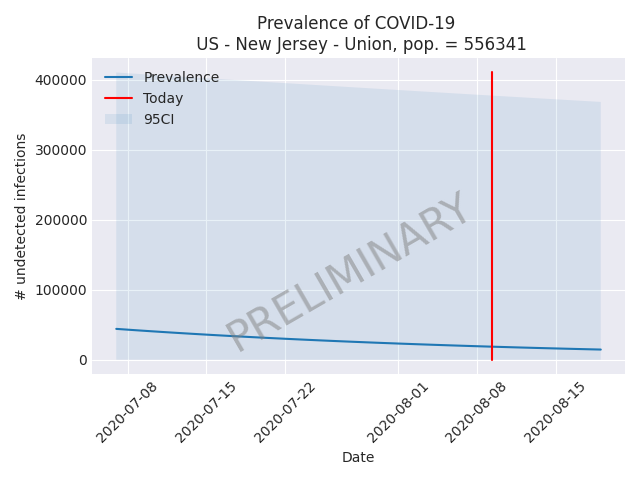 Prevalence of COVID-19
US - New Jersey - Union, pop. = 556341
Prevalence
Today
95CI
400000
300000
200000
100000
0
# undetected infections
PRELIMINARY
2020-07-08
2020-07-15
2020-07-22
2020-08-01
2020-08-08
2020-08-15
Date